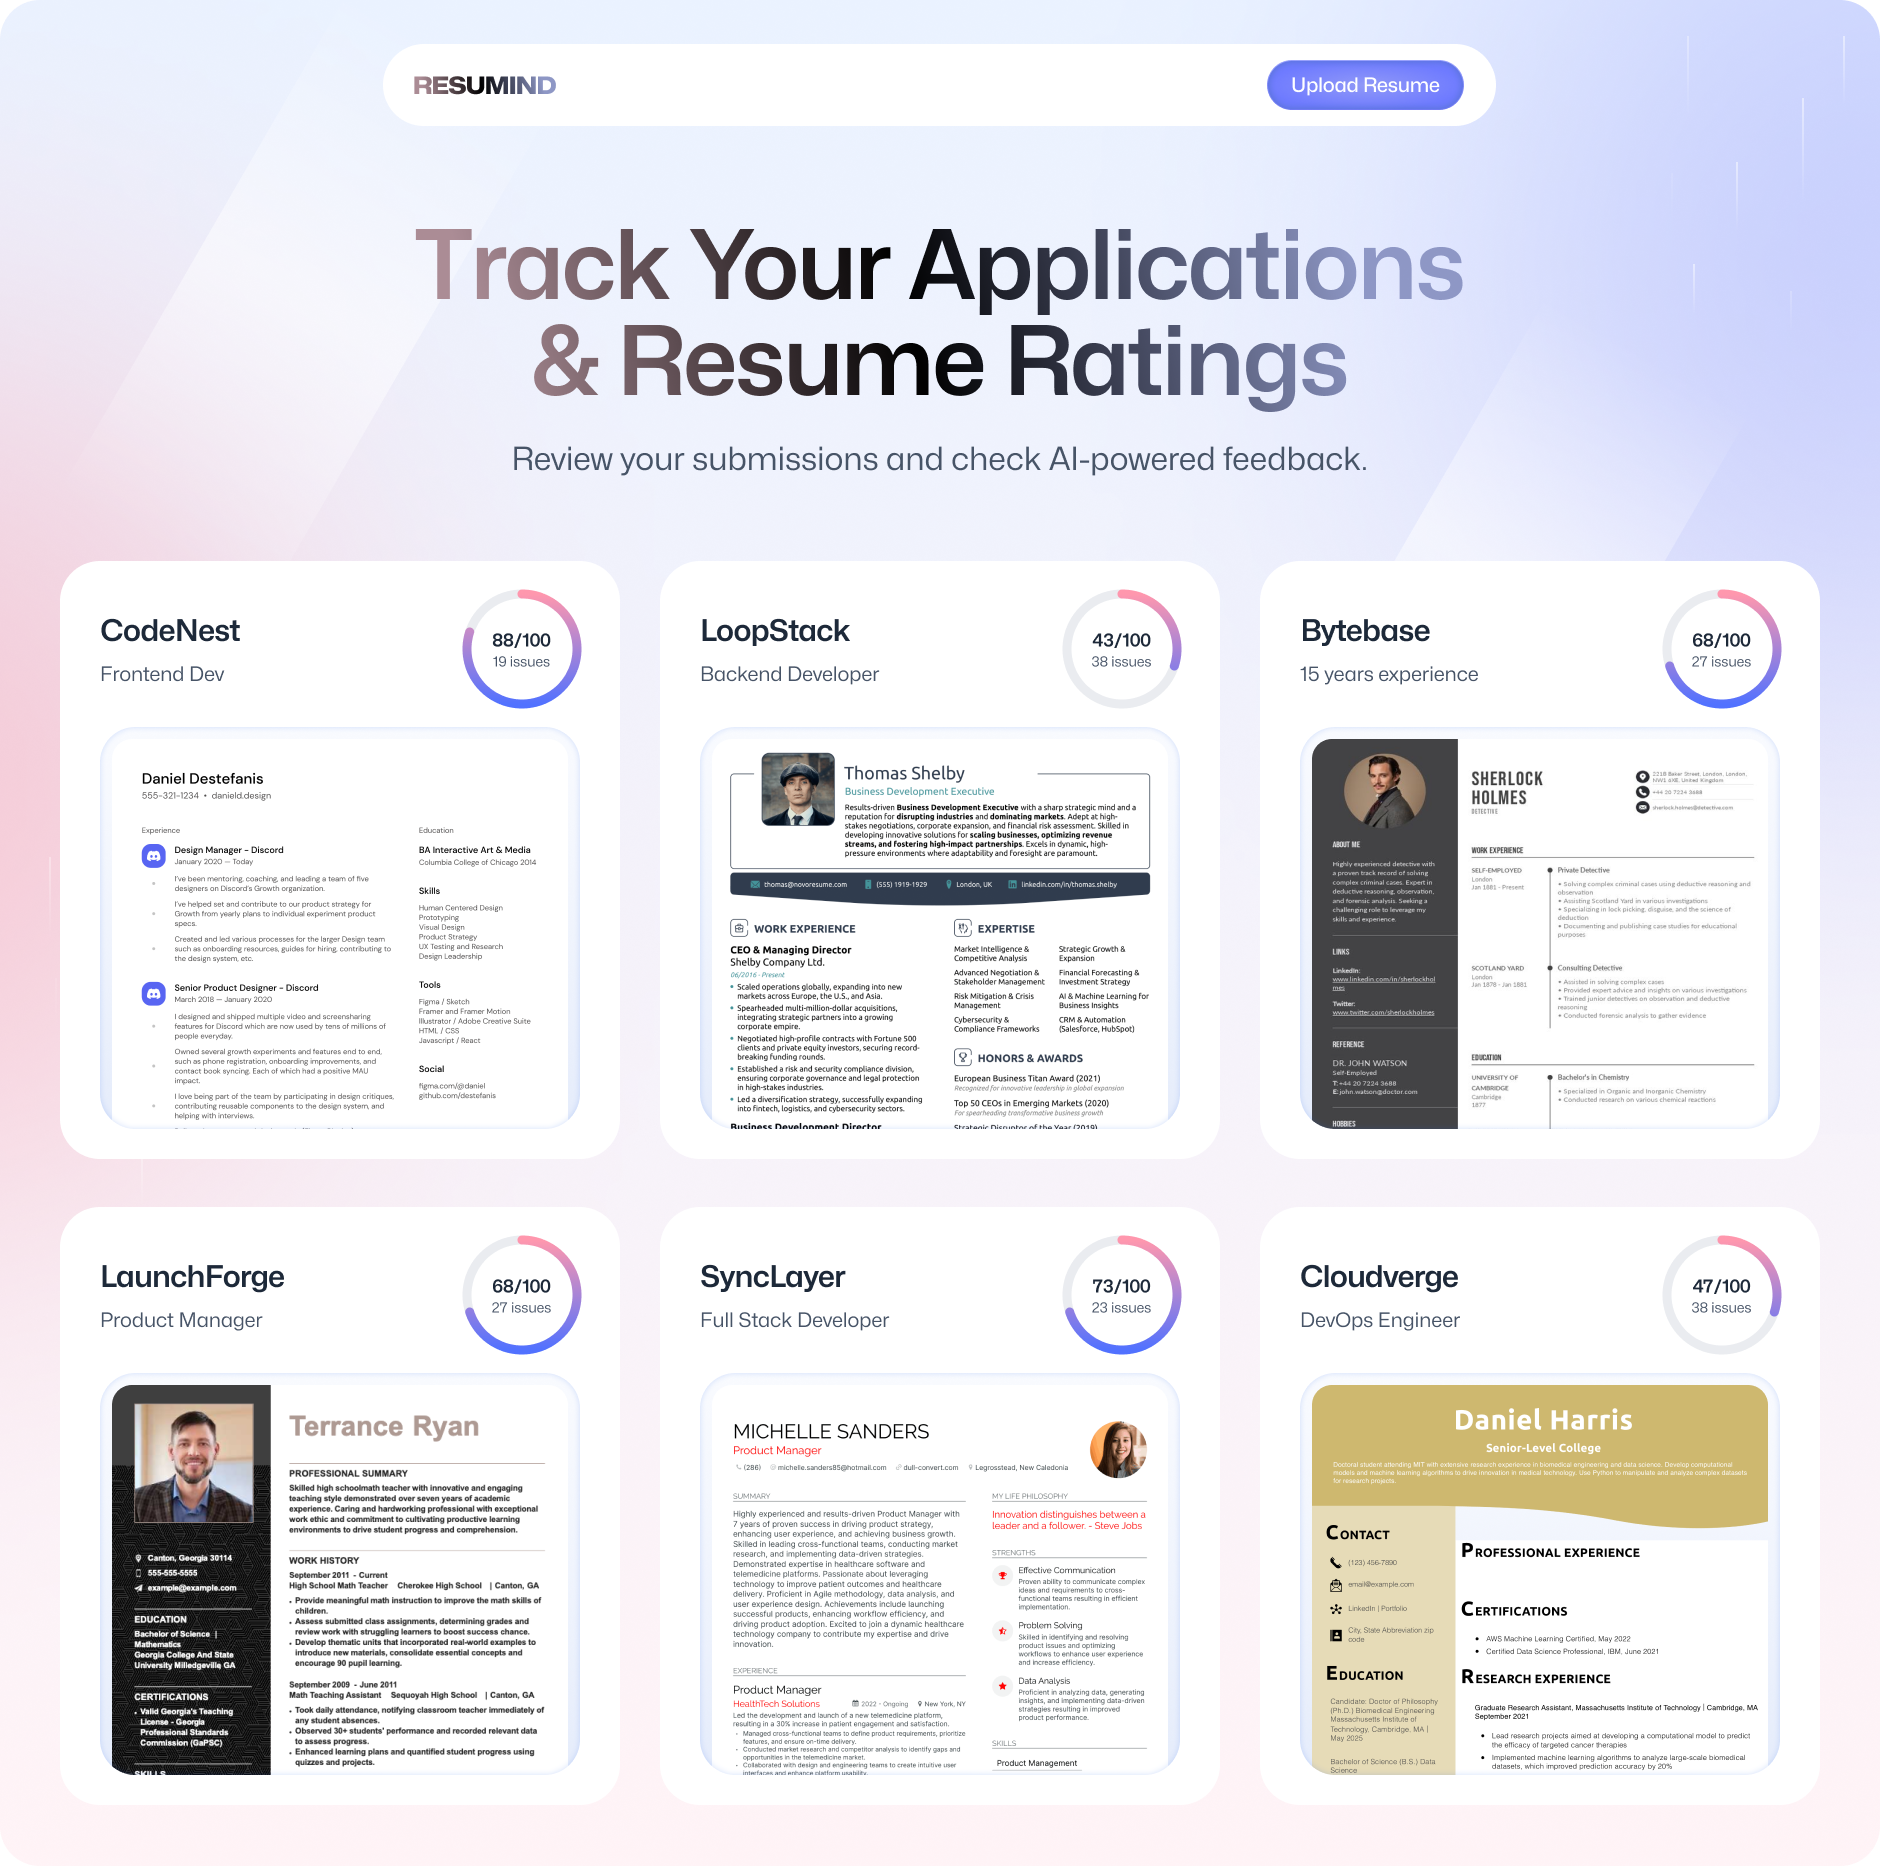 RESUMIND
Upload Resume
Track Your Applications
& Resume Ratings
Review your submissions and check AI-powered feedback.
CodeNest
Frontend Dev
88/100
19 issues
Daniel Destefanis
555-321-1234 • danield.design
Experience
Design Manager – Discord
January 2020 — Today
I've been mentoring, coaching, and leading a team of five
designers on Discord's Growth organization.
I've helped set and contribute to our product strategy for
Growth from yearly plans to individual experiment product
specs.
Created and led various processes for the larger Design team
such as onboarding resources, guides for hiring, contributing to
the design system, etc.
Senior Product Designer – Discord
March 2018 — January 2020
I designed and shipped multiple video and screensharing
features for Discord which are now used by tens of millions of
people everyday.
Owned several growth experiments and features end to end,
such as phone registration, onboarding improvements, and
contact book syncing. Each of which had a positive MAU
impact.
I love being part of the team by participating in design critiques,
contributing reusable components to the design system, and
helping with interviews.
Education
BA Interactive Art & Media
Columbia College of Chicago 2014
Skills
Human Centered Design
Prototyping
Visual Design
Product Strategy
UX Testing and Research
Design Leadership
Tools
Figma / Sketch
Framer and Framer Motion
Illustrator / Adobe Creative Suite
HTML / CSS
Javascript / React
Social
figma.com/@daniel
github.com/destefanis
LoopStack
Backend Developer
43/100
38 issues
Thomas Shelby
Business Development Executive
Results-driven Business Development Executive with a sharp strategic mind and a
reputation for disrupting industries and dominating markets. Adept at high-
stakes negotiations, corporate expansion, and financial risk assessment. Skilled in
developing innovative solutions for scaling businesses, optimizing revenue
streams, and fostering high-impact partnerships. Excels in dynamic, high-
pressure environments where adaptability and foresight are paramount.
thomas@novoresume.com
(555) 1919-1929
London, UK
linkedin.com/in/thomas.shelby
WORK EXPERIENCE
CEO & Managing Director
Shelby Company Ltd.
06/2016 - Present
• Scaled operations globally, expanding into new
markets across Europe, the U.S., and Asia.
• Spearheaded multi-million-dollar acquisitions,
integrating strategic partners into a growing
corporate empire.
• Negotiated high-profile contracts with Fortune 500
clients and private equity investors, securing record-
breaking funding rounds.
• Established a risk and security compliance division,
ensuring corporate governance and legal protection
in high-stakes industries.
• Led a diversification strategy, successfully expanding
into fintech, logistics, and cybersecurity sectors.
Business Development Director
EXPERTISE
Market Intelligence &
Competitive Analysis
Strategic Growth &
Expansion
Advanced Negotiation &
Stakeholder Management
Financial Forecasting &
Investment Strategy
Risk Mitigation & Crisis
Management
AI & Machine Learning for
Business Insights
Cybersecurity &
Compliance Frameworks
CRM & Automation
(Salesforce, HubSpot)
HONORS & AWARDS
European Business Titan Award (2021)
Recognized for innovative leadership in global expansion
Top 50 CEOs in Emerging Markets (2020)
For spearheading transformative business growth
Strategic Disruptor of the Year (2019)
Bytebase
15 years experience
68/100
27 issues
SHERLOCK
HOLMES
DETECTIVE
221B Baker Street, London, London,
NW1 6XE, United Kingdom
+44 20 7224 3688
sherlock.holmes@detective.com
ABOUT ME
Highly experienced detective with
a proven track record of solving
complex criminal cases. Expert in
deductive reasoning, observation,
and forensic analysis. Seeking a
challenging role to leverage my
skills and experience.
LINKS
LinkedIn:
www.linkedin.com/in/sherlockhol
mes
Twitter:
www.twitter.com/sherlockholmes
REFERENCE
DR. JOHN WATSON
Self-Employed
T:+44 20 7224 3688
E:john.watson@doctor.com
HOBBIES
WORK EXPERIENCE
SELF-EMPLOYED
London
Jan 1881 - Present
Private Detective
• Solving complex criminal cases using deductive reasoning and
observation
• Assisting Scotland Yard in various investigations
• Specializing in lock picking, disguise, and the science of
deduction
• Documenting and publishing case studies for educational
purposes
SCOTLAND YARD
London
Jan 1878 - Jan 1881
Consulting Detective
• Assisted in solving complex cases
• Provided expert advice and insights on various investigations
• Trained junior detectives on observation and deductive
reasoning
• Conducted forensic analysis to gather evidence
EDUCATION
UNIVERSITY OF
CAMBRIDGE
Cambridge
1877
Bachelor's in Chemistry
• Specialized in Organic and Inorganic Chemistry
• Conducted research on various chemical reactions
LaunchForge
Product Manager
68/100
27 issues
Terrance Ryan
Canton, Georgia 30114
555-555-5555
example@example.com
EDUCATION
Bachelor of Science |
Mathematics
Georgia College And State
University Milledgeville GA
CERTIFICATIONS
• Valid Georgia's Teaching
License - Georgia
Professional Standards
Commission (GaPSC)
SKILLS
PROFESSIONAL SUMMARY
Skilled high schoolmath teacher with innovative and engaging
teaching style demonstrated over seven years of academic
experience. Caring and hardworking professional with exceptional
work ethic and commitment to cultivating productive learning
environments to drive student progress and comprehension.
WORK HISTORY
September 2011 - Current
High School Math Teacher Cherokee High School | Canton, GA
• Provide meaningful math instruction to improve the math skills of
children.
• Assess submitted class assignments, determining grades and
review work with struggling learners to boost success chance.
• Develop thematic units that incorporated real-world examples to
introduce new materials, consolidate essential concepts and
encourage 90 pupil learning.
September 2009 - June 2011
Math Teaching Assistant Sequoyah High School | Canton, GA
• Took daily attendance, notifying classroom teacher immediately of
any student absences.
• Observed 30+ students' performance and recorded relevant data
to assess progress.
• Enhanced learning plans and quantified student progress using
quizzes and projects.
SyncLayer
Full Stack Developer
73/100
23 issues
MICHELLE SANDERS
Product Manager
(286)
michelle.sanders85@hotmail.com
dull-convert.com
Legrosstead, New Caledonia
SUMMARY
Highly experienced and results-driven Product Manager with
7 years of proven success in driving product strategy,
enhancing user experience, and achieving business growth.
Skilled in leading cross-functional teams, conducting market
research, and implementing data-driven strategies.
Demonstrated expertise in healthcare software and
telemedicine platforms. Passionate about leveraging
technology to improve patient outcomes and healthcare
delivery. Proficient in Agile methodology, data analysis, and
user experience design. Achievements include launching
successful products, enhancing workflow efficiency, and
driving product adoption. Excited to join a dynamic healthcare
technology company to contribute my expertise and drive
innovation.
EXPERIENCE
Product Manager
HealthTech Solutions
2022 - Ongoing
New York, NY
Led the development and launch of a new telemedicine platform,
resulting in a 30% increase in patient engagement and satisfaction.
• Managed cross-functional teams to define product requirements, prioritize
features, and ensure on-time delivery.
• Conducted market research and competitor analysis to identify gaps and
opportunities in the telemedicine market.
• Collaborated with design and engineering teams to create intuitive user
interfaces and enhance platform usability.
MY LIFE PHILOSOPHY
Innovation distinguishes between a
leader and a follower. - Steve Jobs
STRENGTHS
Effective Communication
Proven ability to communicate complex
ideas and requirements to cross-
functional teams resulting in efficient
implementation.
Problem Solving
Skilled in identifying and resolving
product issues and optimizing
workflows to enhance user experience
and increase efficiency.
Data Analysis
Proficient in analyzing data, generating
insights, and implementing data-driven
strategies resulting in improved
product performance.
SKILLS
Product Management
Cloudverge
DevOps Engineer
47/100
38 issues
Daniel Harris
Senior-Level College
Doctoral student attending MIT with extensive research experience in biomedical engineering and data science. Develop computational
models and machine learning algorithms to drive innovation in medical technology. Use Python to manipulate and analyze complex datasets
for research projects.
CONTACT
(123) 456-7890
email@example.com
LinkedIn | Portfolio
City, State Abbreviation zip
code
EDUCATION
Candidate: Doctor of Philosophy
(Ph.D.) Biomedical Engineering
Massachusetts Institute of
Technology, Cambridge, MA |
May 2025
Bachelor of Science (B.S.) Data
Science
PROFESSIONAL EXPERIENCE
CERTIFICATIONS
• AWS Machine Learning Certified, May 2022
• Certified Data Science Professional, IBM, June 2021
RESEARCH EXPERIENCE
Graduate Research Assistant, Massachusetts Institute of Technology | Cambridge, MA
September 2021
• Lead research projects aimed at developing a computational model to predict
the efficacy of targeted cancer therapies
• Implemented machine learning algorithms to analyze large-scale biomedical
datasets, which improved prediction accuracy by 20%